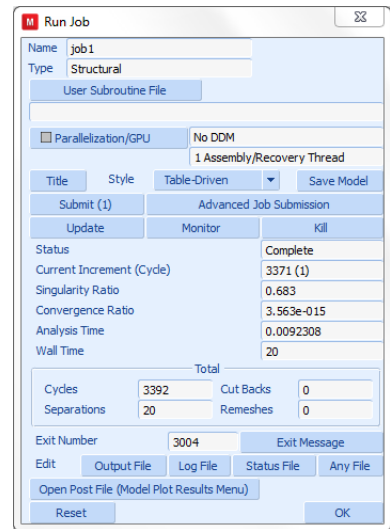 M Run Job
Name job1
Type Structural
User Subroutine File
Parallelization/GPU No DDM
1 Assembly/Recovery Thread
Title Style Table-Driven Save Model
Submit (1) Advanced Job Submission
Update Monitor Kill
Status Complete
Current Increment (Cycle) 3371 (1)
Singularity Ratio 0.683
Convergence Ratio 3.563e-015
Analysis Time 0.0092308
Wall Time 20
Total
Cycles 3392 Cut Backs 0
Separations 20 Remeshes 0
Exit Number 3004 Exit Message
Edit Output File Log File Status File Any File
Open Post File (Model Plot Results Menu)
Reset OK